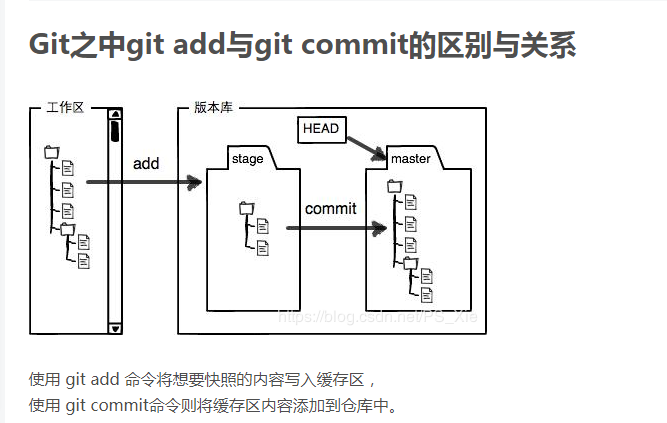 Git之中git add与git commit的区别与关系
工作区
版本库
HEAD
add
stage
master
commit
https://blog.csdn.net/PS_Xie
使用 git add 命令将想要快照的内容写入缓存区，
使用 git commit命令则将缓存区内容添加到仓库中。